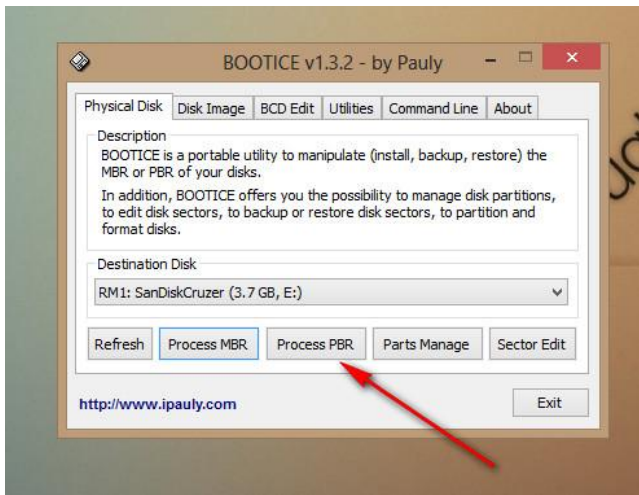 BOOTICE v1.3.2 - by Pauly
Physical Disk Disk Image BCD Edit Utilities Command Line About
Description
BOOTICE is a portable utility to manipulate (install, backup, restore) the
MBR or PBR of your disks.
In addition, BOOTICE offers you the possibility to manage disk partitions,
to edit disk sectors, to backup or restore disk sectors, to partition and
format disks.
Destination Disk
RM1: SanDiskCruzer (3.7 GB, E:)
Refresh Process MBR Process PBR Parts Manage Sector Edit
http://www.ipauly.com Exit